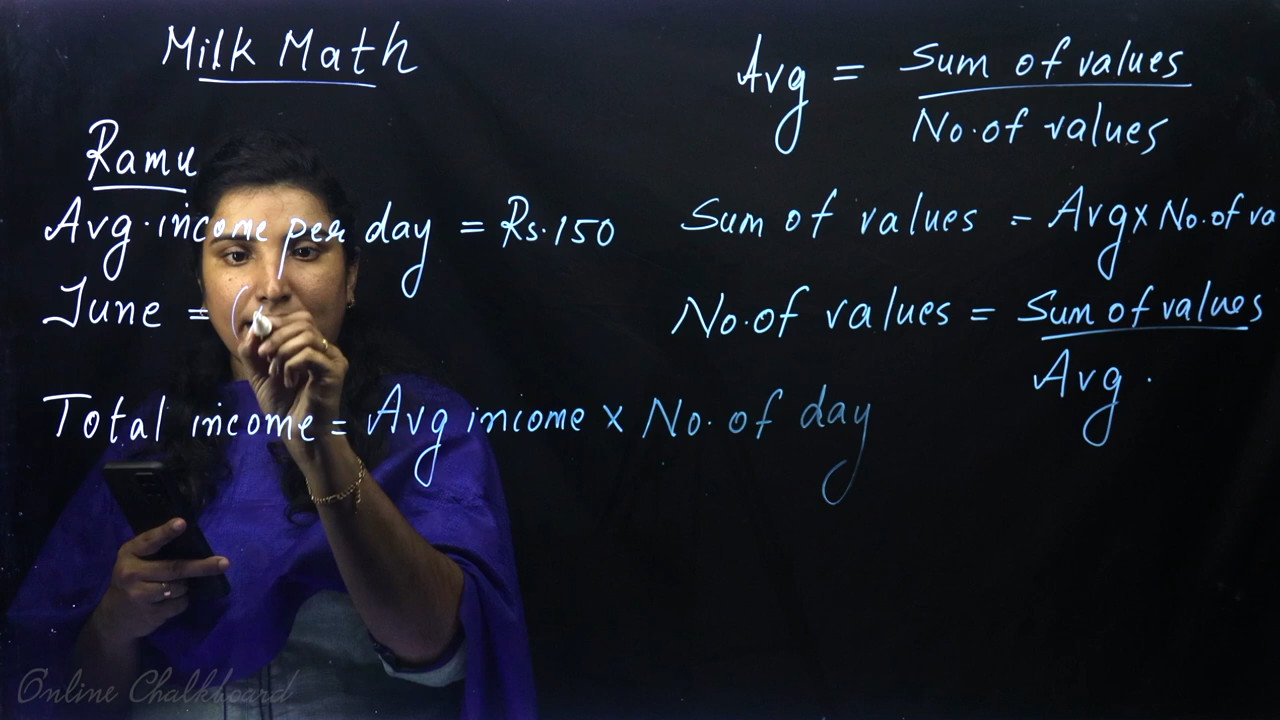 Milk Math
Ramu
Avg. income per day = Rs. 150
June = (
Total income = Avg income x No. of day
Avg = Sum of values
No. of values
Sum of values = Avg x No. of va
No. of values = Sum of values
Avg.
Online Chalkboard